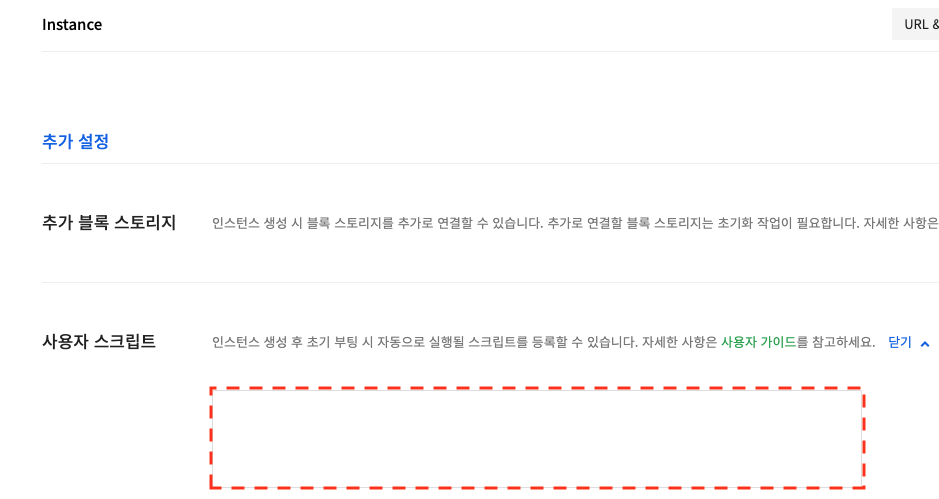 Instance
URL &
추가 설정
추가 블록 스토리지
인스턴스 생성 시 블록 스토리지를 추가로 연결할 수 있습니다. 추가로 연결할 블록 스토리지는 초기화 작업이 필요합니다. 자세한 사항은
사용자 스크립트
인스턴스 생성 후 초기 부팅 시 자동으로 실행될 스크립트를 등록할 수 있습니다. 자세한 사항은 사용자 가이드를 참고하세요. 닫기